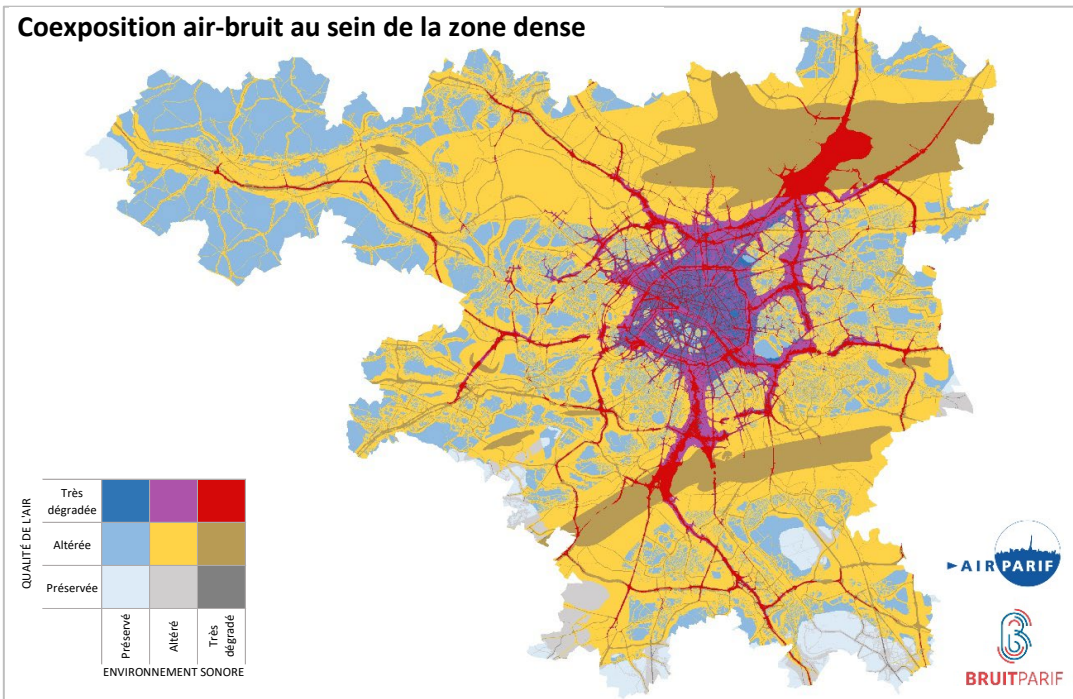 Coexposition air-bruit au sein de la zone dense
QUALITÉ DE L'AIR
Très
dégradée
Altérée
Préservée
Préservé
Altéré
Très
dégradé
ENVIRONNEMENT SONORE
AIRPARIF
BRUITPARIF